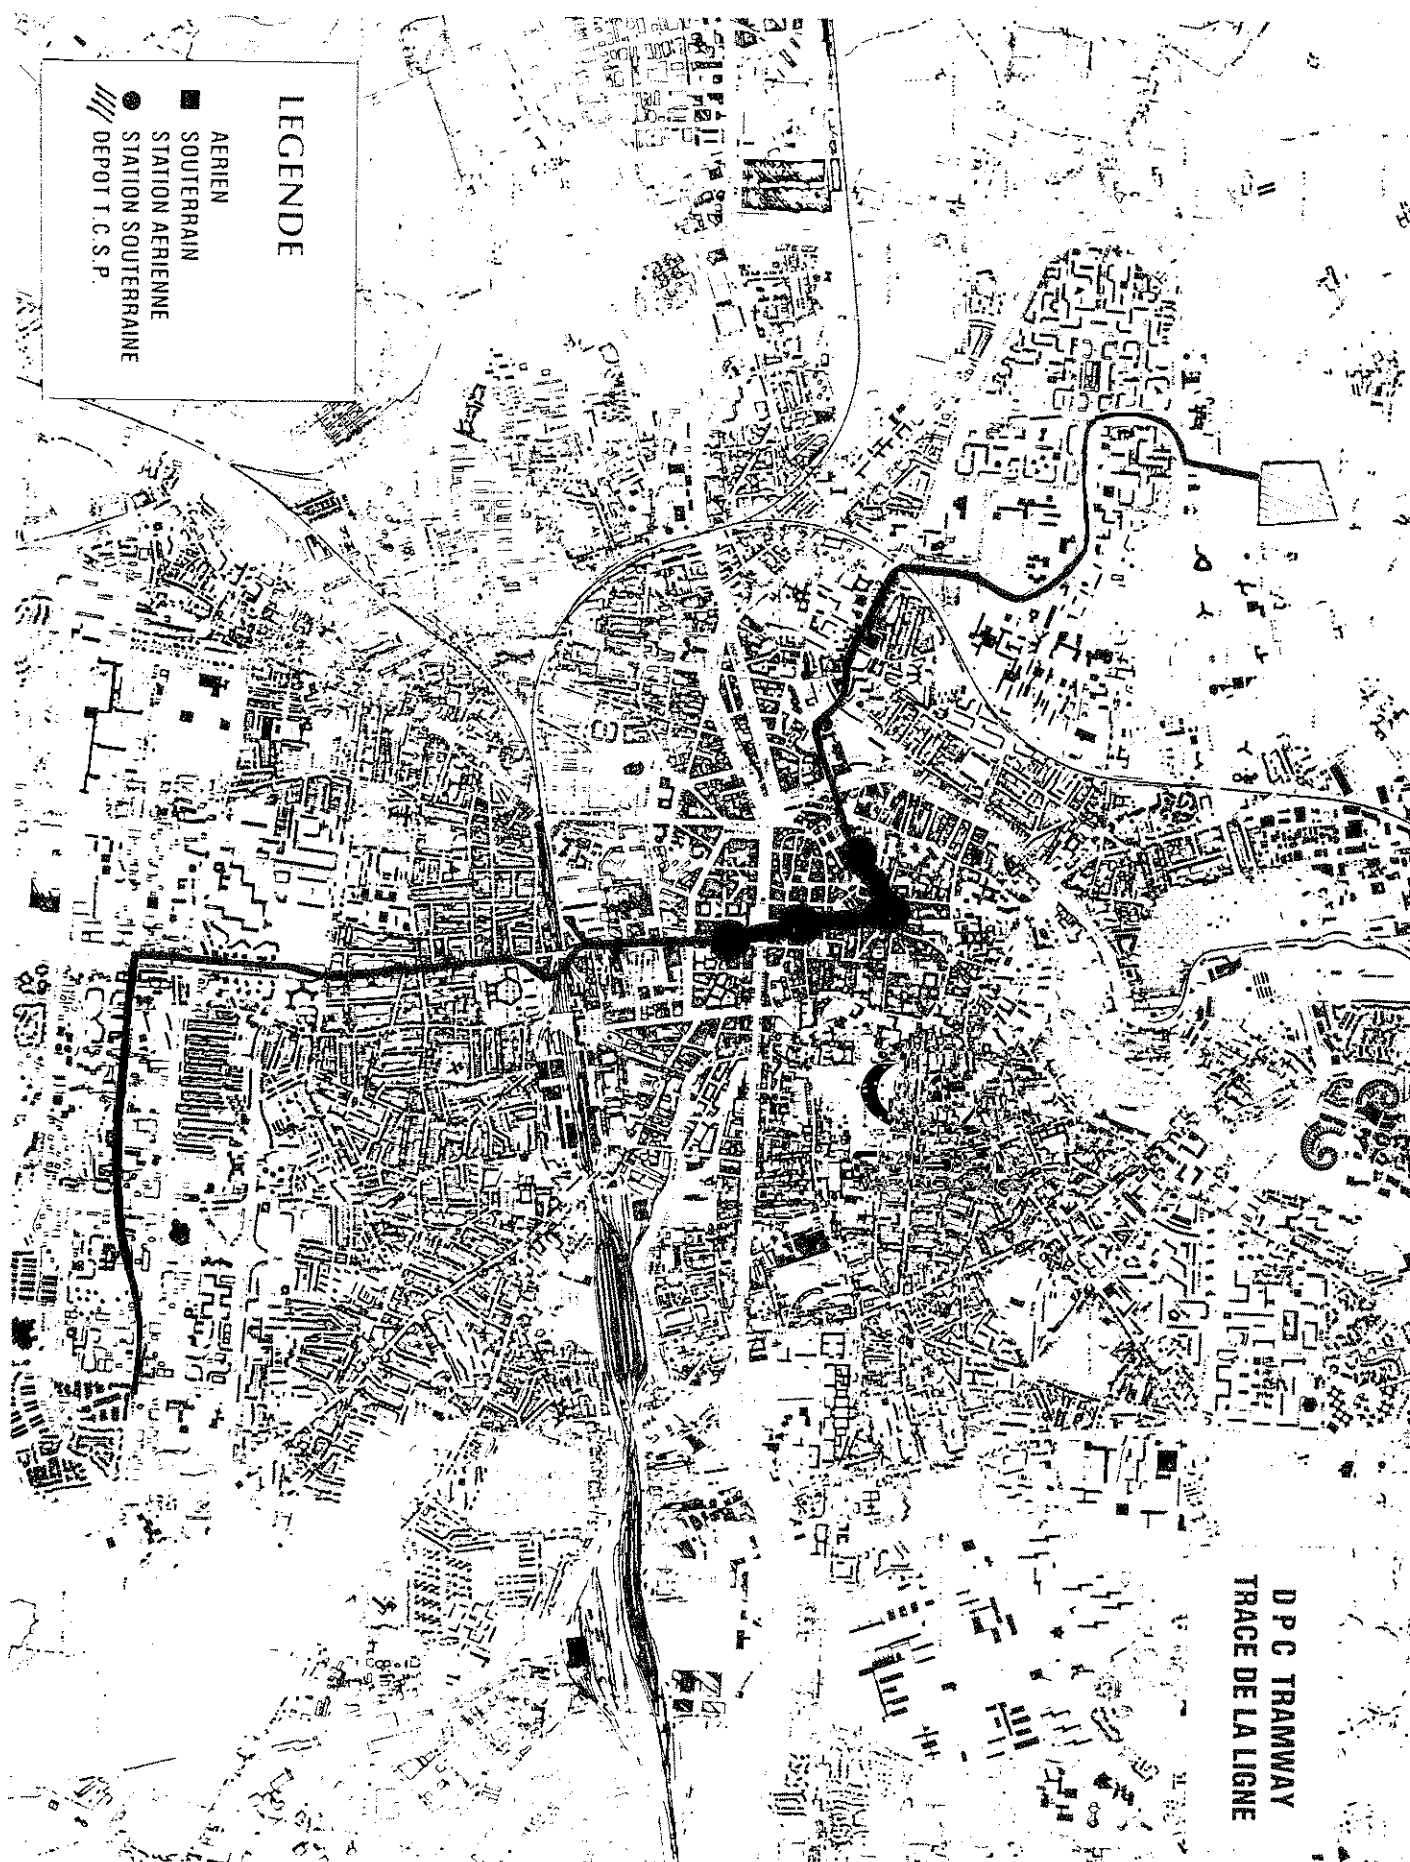 D P C TRAMWAY
TRACE DE LA LIGNE
LEGENDE
AERIEN
SOUTERRAIN
STATION AERIENNE
STATION SOUTERRAINE
DEPOT T.C.S.P.